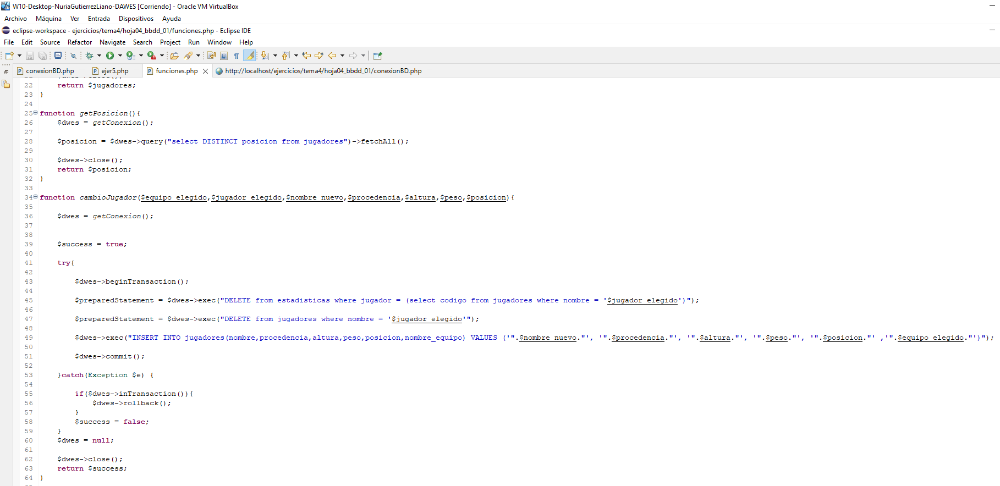 W10-Desktop-NuriaGutierrezLiano-DAWES [Corriendo] - Oracle VM VirtualBox
Archivo Máquina Ver Entrada Dispositivos Ayuda
eclipse-workspace - ejercicios/tema4/hoja04_bbdd_01/funciones.php - Eclipse IDE
File Edit Source Refactor Navigate Search Project Run Window Help
conexionBD.php ejer5.php funciones.php http://localhost/ejercicios/tema4/hoja04_bbdd_01/conexionBD.php
22 return $jugadores;
23 }
24
25 function getPosicion(){
26 $dwes = getConexion();
27
28 $posicion = $dwes->query("select DISTINCT posicion from jugadores")->fetchAll();
29
30 $dwes->close();
31 return $posicion;
32 }
33
34 function cambioJugador($equipo_elegido,$jugador_elegido,$nombre_nuevo,$procedencia,$altura,$peso,$posicion){
35
36 $dwes = getConexion();
37
38
39 $success = true;
40
41 try{
42
43 $dwes->beginTransaction();
44
45 $preparedStatement = $dwes->exec("DELETE from estadisticas where jugador = (select codigo from jugadores where nombre = '$jugador_elegido')");
46
47 $preparedStatement = $dwes->exec("DELETE from jugadores where nombre = '$jugador_elegido'");
48
49 $dwes->exec("INSERT INTO jugadores(nombre,procedencia,altura,peso,posicion,nombre_equipo) VALUES ('".$nombre_nuevo."', '".$procedencia."', '".$altura."', '".$peso."', '".$posicion."' ,'".$equipo_elegido."')");
50
51 $dwes->commit();
52
53 }catch(Exception $e) {
54
55 if($dwes->inTransaction()){
56 $dwes->rollback();
57 }
58 $success = false;
59 }
60 $dwes = null;
61
62 $dwes->close();
63 return $success;
64 }